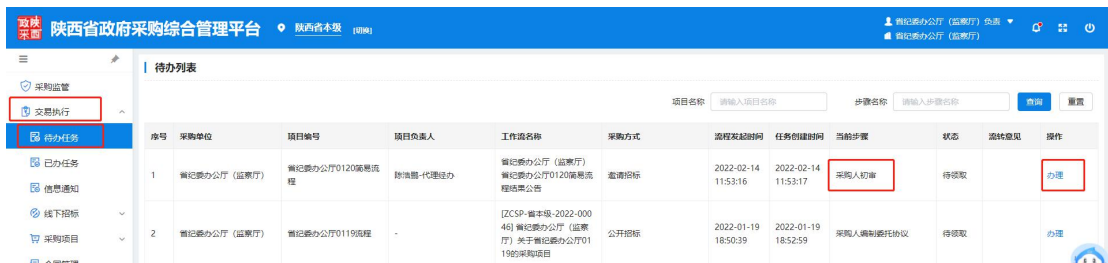 政陕
采西
陕西省政府采购综合管理平台
陕西省本级 [切换]
省纪委办公厅（监察厅）负责
省纪委办公厅（监察厅）
采购监管
交易执行
待办任务
已办任务
信息通知
线下招标
采购项目
待办列表
项目名称 请输入项目名称 步骤名称 请输入步骤名称 查询 重置
序号 采购单位 项目编号 项目负责人 工作流名称 采购方式 流程发起时间 任务创建时间 当前步骤 状态 流转意见 操作
1 省纪委办公厅（监察厅） 省纪委办公厅0120简易流
程 陈浩鹏-代理经办 省纪委办公厅（监察厅）
省纪委办公厅0120简易流
程结果公告 邀请招标 2022-02-14
11:53:16 2022-02-14
11:53:17 采购人初审 待领取 办理
2 省纪委办公厅（监察厅） 省纪委办公厅0119流程 - [ZCSP-省本级-2022-000
46] 省纪委办公厅（监察
厅）关于省纪委办公厅01
19的采购项目 公开招标 2022-01-19
18:50:39 2022-01-19
18:52:59 采购人编制委托协议 待领取 办理